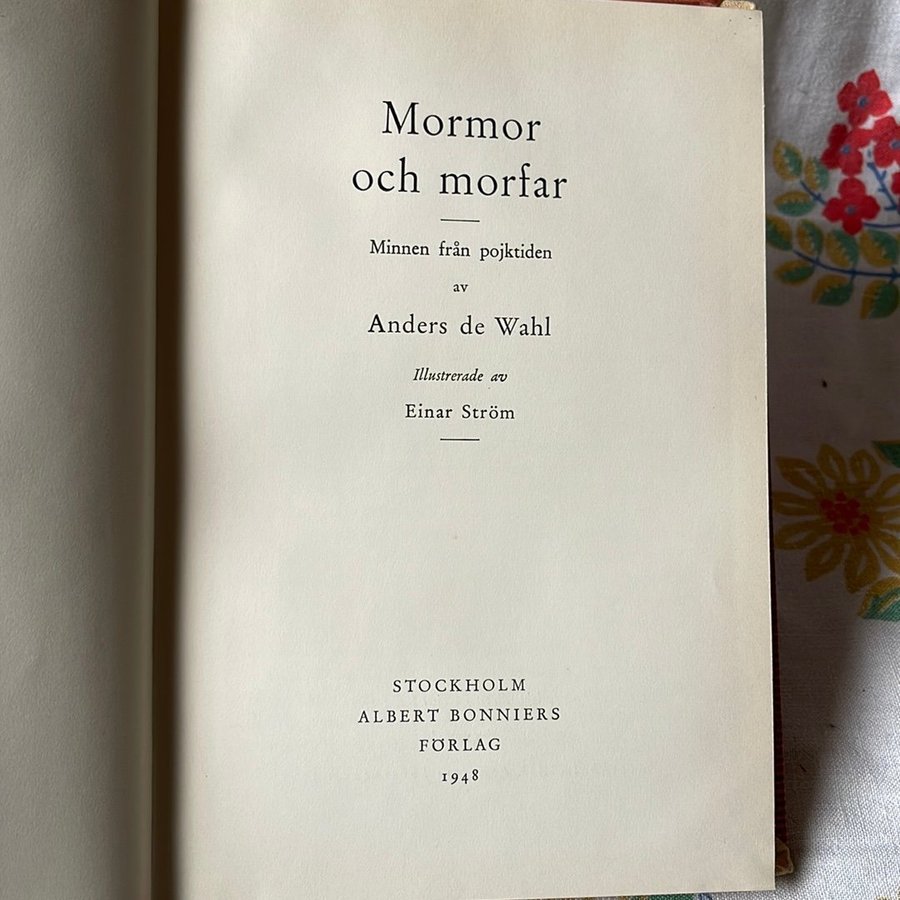 Mormor
och morfar
Minnen från pojktiden
av
Anders de Wahl
Illustrerade av
Einar Ström
STOCKHOLM
ALBERT BONNIERS
FÖRLAG
1948